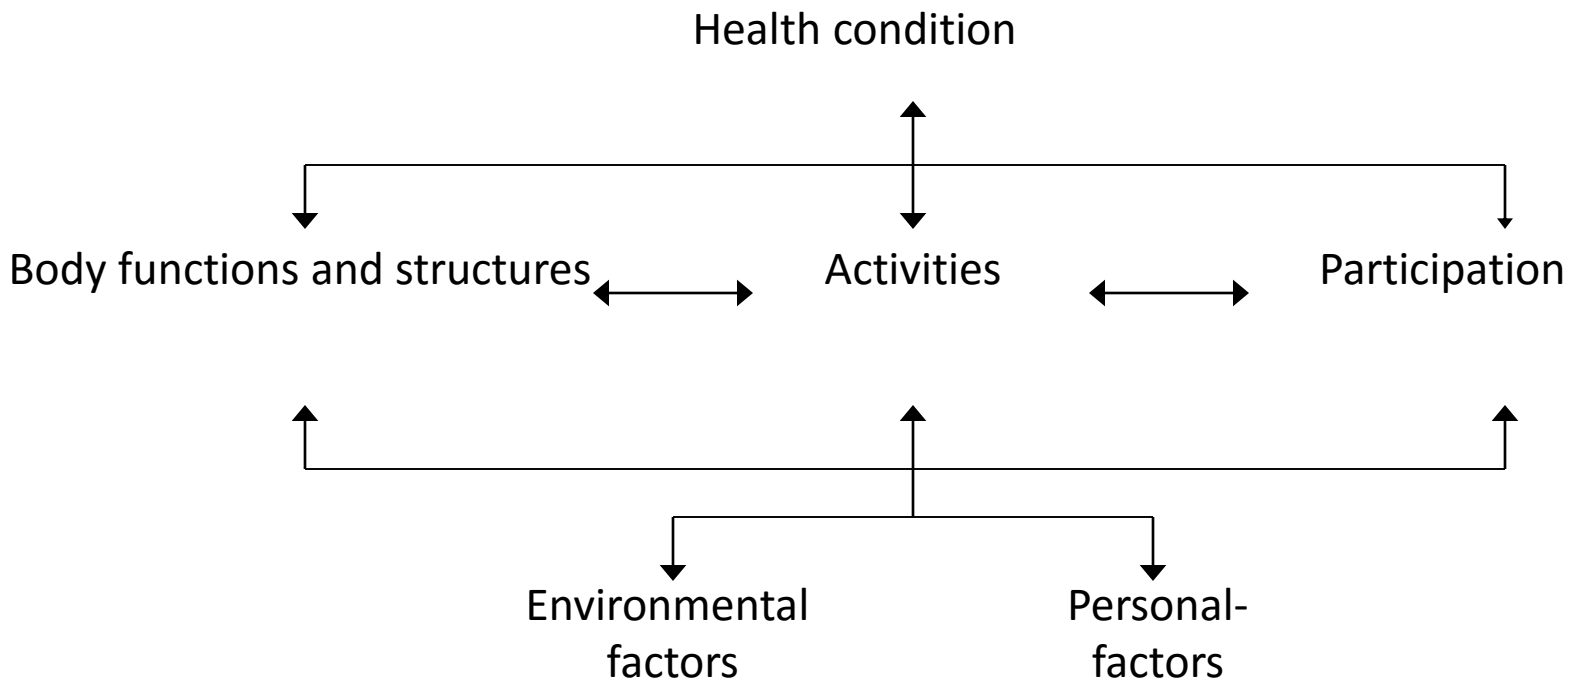 Health condition
Body functions and structures
Activities
Participation
Environmental
factors
Personal-
factors